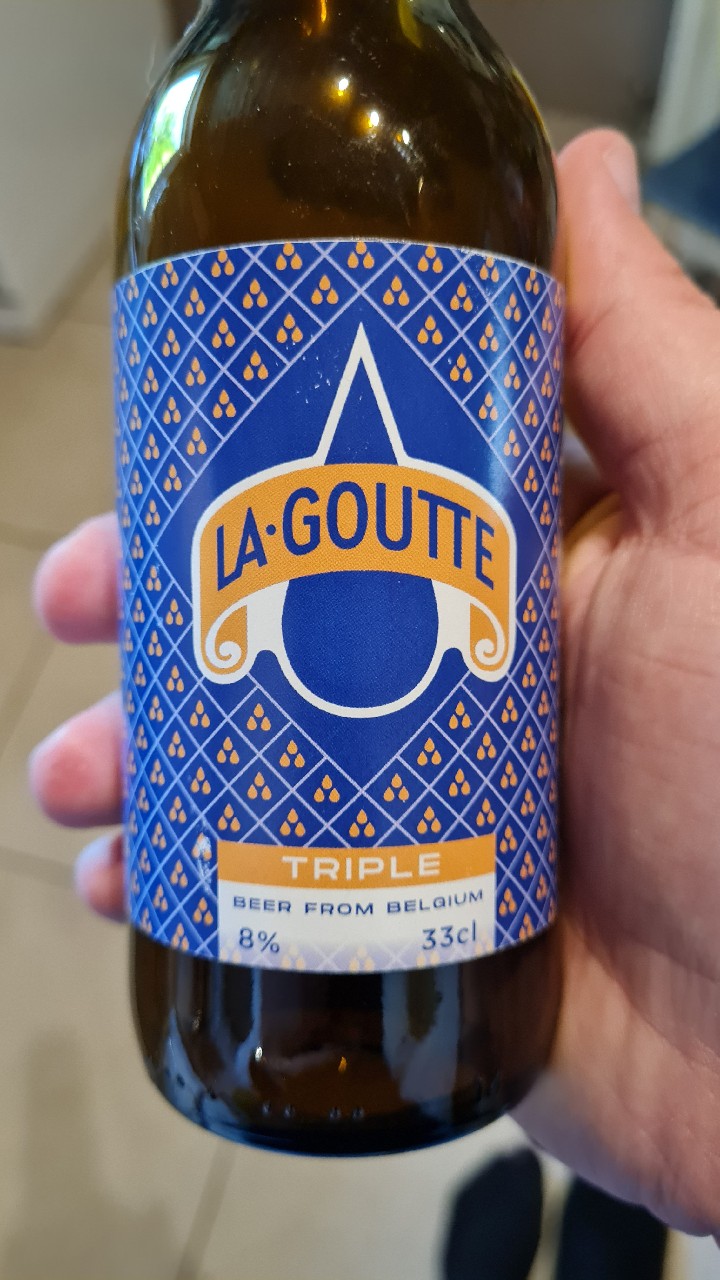 LA·GOUTTE
TRIPLE
BEER FROM BELGIUM
8% 33cl